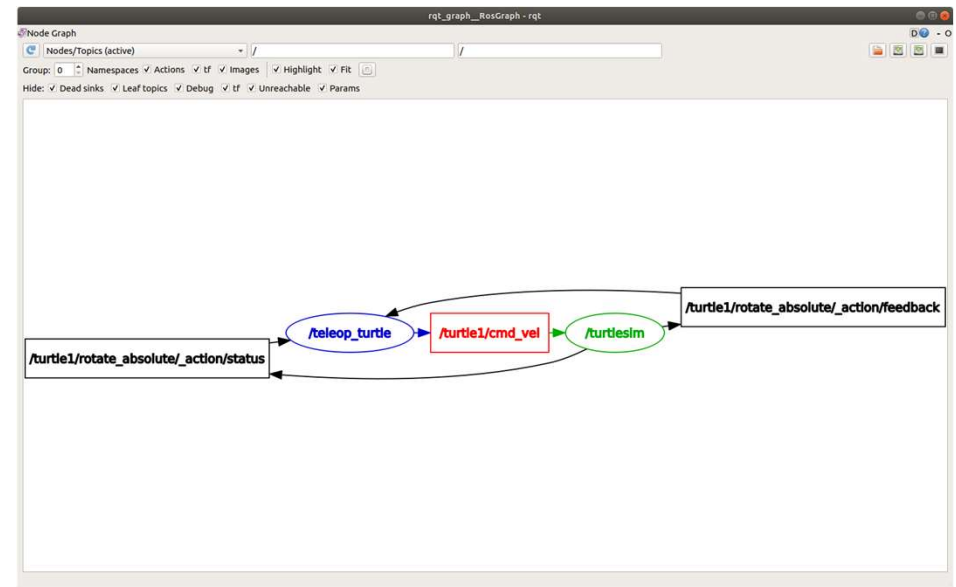 rqt_graph__RosGraph - rqt
Node Graph
D - O
Nodes/Topics (active) / /
Group: 0 Namespaces Actions tf Images Highlight Fit
Hide: Dead sinks Leaf topics Debug tf Unreachable Params
/turtle1/rotate_absolute/_action/feedback
/teleop_turtle /turtle1/cmd_vel /turtlesim
/turtle1/rotate_absolute/_action/status